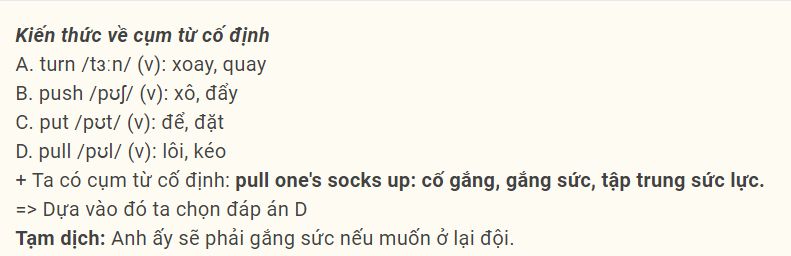 Kiến thức về cụm từ cố định
A. turn /tɜːn/ (v): xoay, quay
B. push /pʊʃ/ (v): xô, đẩy
C. put /pʊt/ (v): để, đặt
D. pull /pʊl/ (v): lôi, kéo
+ Ta có cụm từ cố định: pull one's socks up: cố gắng, gắng sức, tập trung sức lực.
=> Dựa vào đó ta chọn đáp án D
Tạm dịch: Anh ấy sẽ phải gắng sức nếu muốn ở lại đội.